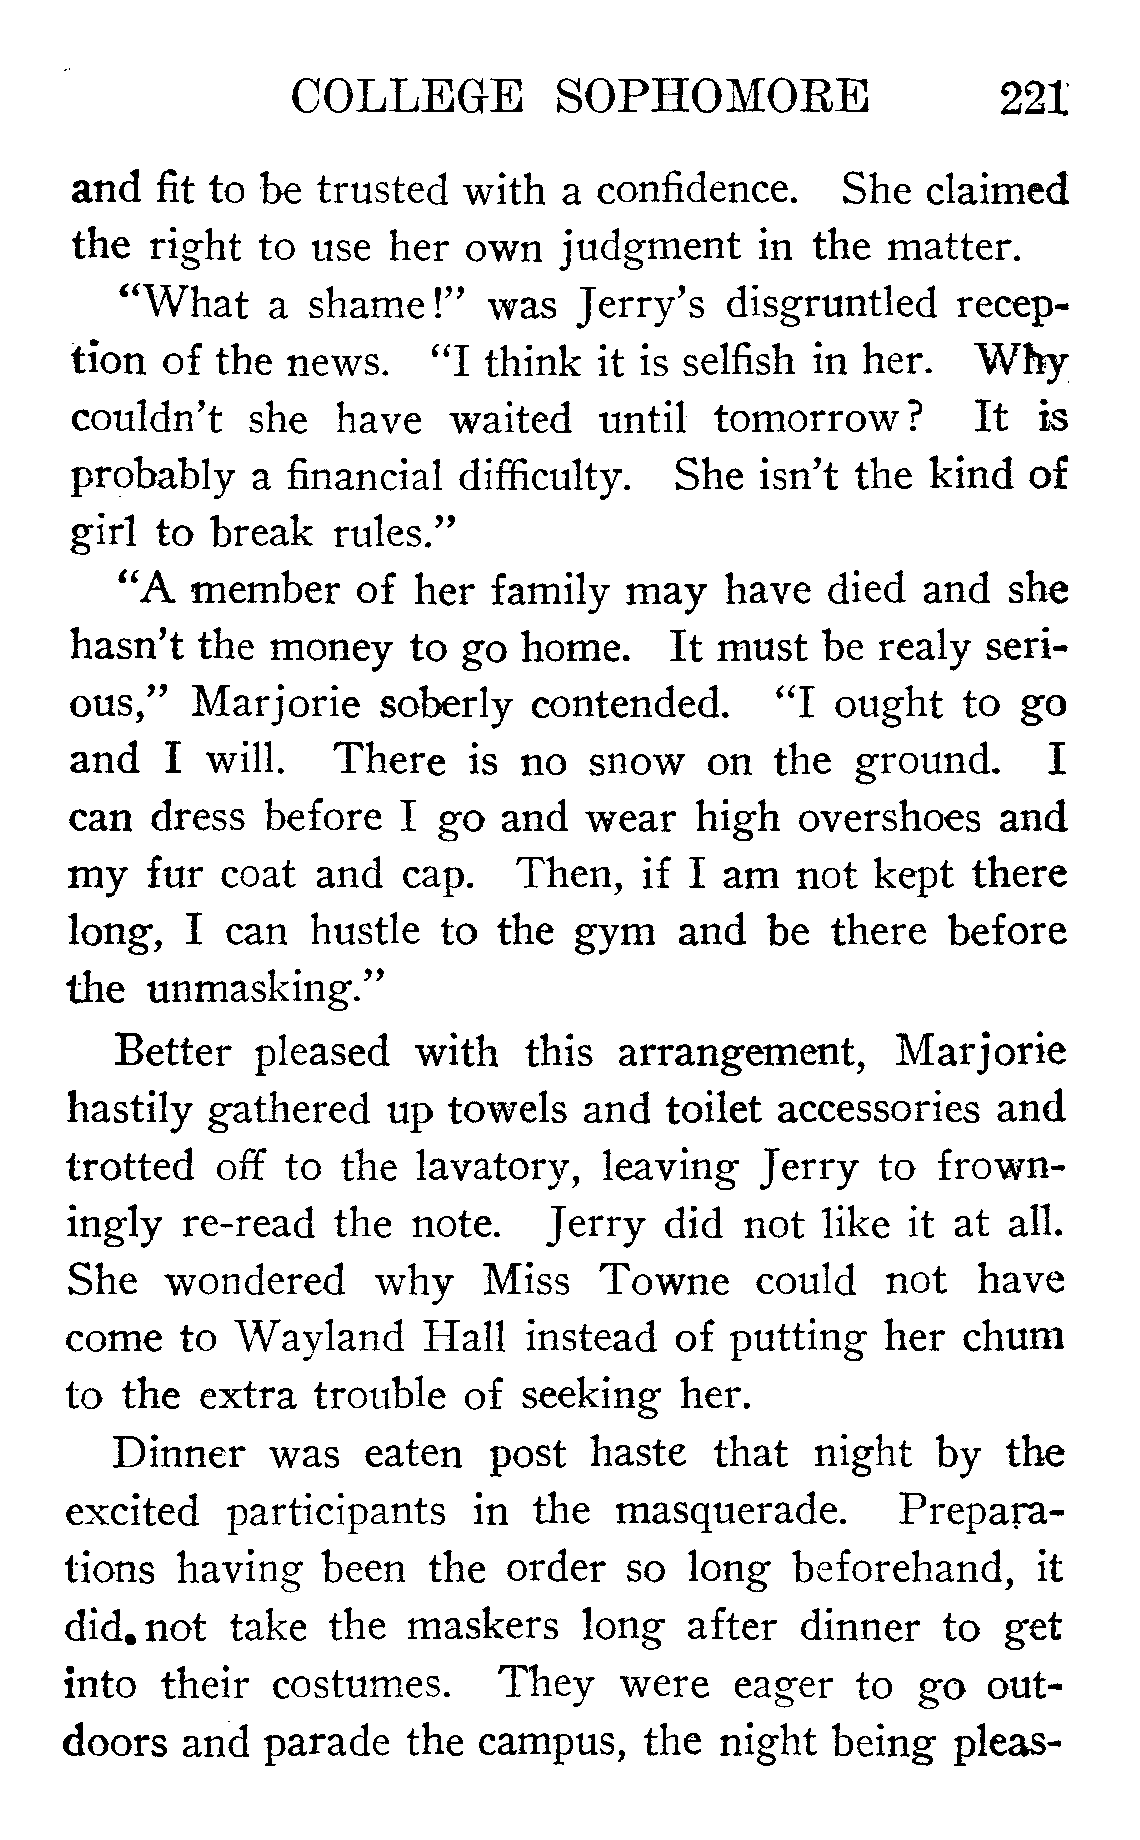 COLLEGE SOPHOMORE 221
and fit to be trusted with a confidence. She claimed
the right to use her own judgment in the matter.
“What a shame!” was Jerry’s disgruntled recep-
tion of the news. “I think it is selfish in her. Why
couldn’t she have waited until tomorrow? It is
probably a financial difficulty. She isn’t the kind of
girl to break rules.”
“A member of her family may have died and she
hasn’t the money to go home. It must be realy seri-
ous,” Marjorie soberly contended. “I ought to go
and I will. There is no snow on the ground. I
can dress before I go and wear high overshoes and
my fur coat and cap. Then, if I am not kept there
long, I can hustle to the gym and be there before
the unmasking.”
Better pleased with this arrangement, Marjorie
hastily gathered up towels and toilet accessories and
trotted off to the lavatory, leaving Jerry to frown-
ingly re-read the note. Jerry did not like it at all.
She wondered why Miss Towne could not have
come to Wayland Hall instead of putting her chum
to the extra trouble of seeking her.
Dinner was eaten post haste that night by the
excited participants in the masquerade. Prepara-
tions having been the order so long beforehand, it
did. not take the maskers long after dinner to get
into their costumes. They were eager to go out-
doors and parade the campus, the night being pleas-